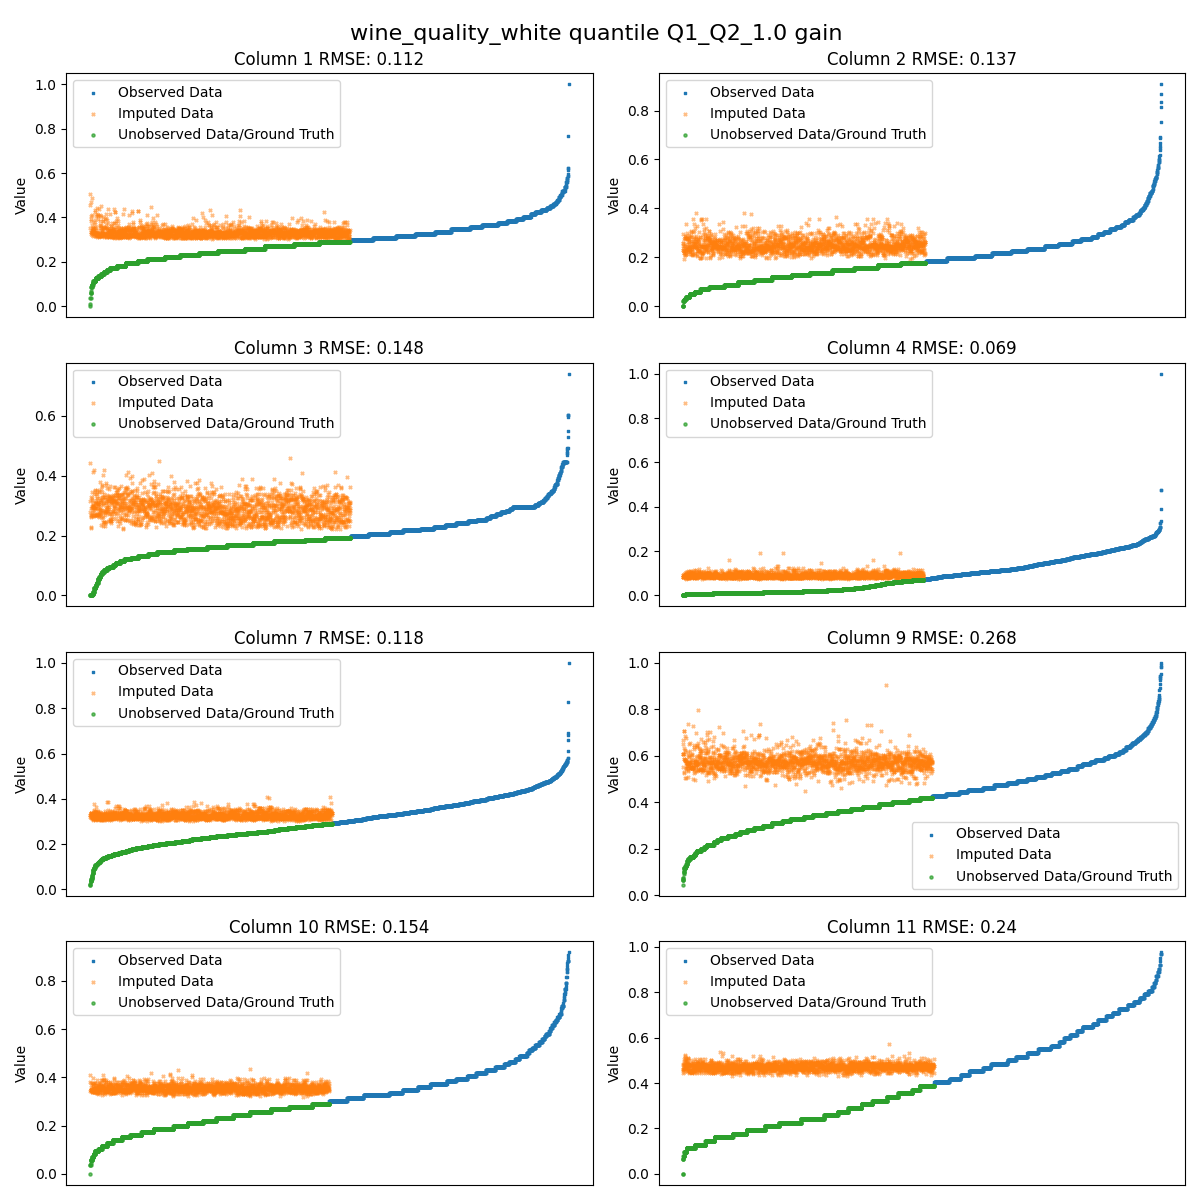 wine_quality_white quantile Q1_Q2_1.0 gain
Column 1 RMSE: 0.112
Value
1.0
0.8
0.6
0.4
0.2
0.0
Observed Data
Imputed Data
Unobserved Data/Ground Truth
Column 2 RMSE: 0.137
Value
0.8
0.6
0.4
0.2
0.0
Observed Data
Imputed Data
Unobserved Data/Ground Truth
Column 3 RMSE: 0.148
Value
0.6
0.4
0.2
0.0
Observed Data
Imputed Data
Unobserved Data/Ground Truth
Column 4 RMSE: 0.069
Value
1.0
0.8
0.6
0.4
0.2
0.0
Observed Data
Imputed Data
Unobserved Data/Ground Truth
Column 7 RMSE: 0.118
Value
1.0
0.8
0.6
0.4
0.2
0.0
Observed Data
Imputed Data
Unobserved Data/Ground Truth
Column 9 RMSE: 0.268
Value
1.0
0.8
0.6
0.4
0.2
0.0
Observed Data
Imputed Data
Unobserved Data/Ground Truth
Column 10 RMSE: 0.154
Value
0.8
0.6
0.4
0.2
0.0
Observed Data
Imputed Data
Unobserved Data/Ground Truth
Column 11 RMSE: 0.24
Value
1.0
0.8
0.6
0.4
0.2
0.0
Observed Data
Imputed Data
Unobserved Data/Ground Truth